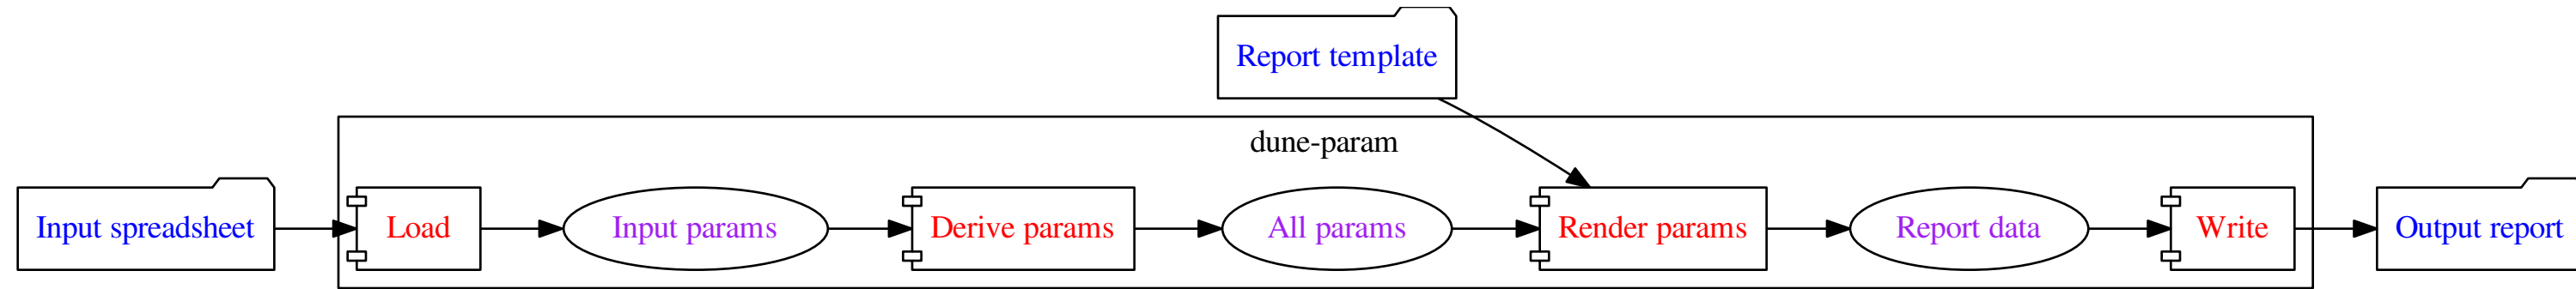 Report template
dune-param
Input spreadsheet
Load
Input params
Derive params
All params
Render params
Report data
Write
Output report